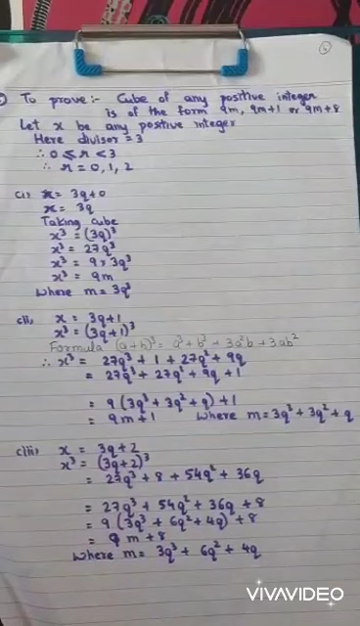 To prove :- Cube of any positive integer
is of the form 9m, 9m+1 or 9m+8
Let x be any postive integer
Here divisor = 3
∴ 0 ≤ r < 3
∴ r = 0, 1, 2
(i) x = 3q+0
x = 3q
Taking cube
x³ = (3q)³
x³ = 27q³
x³ = 9 × 3q³
x³ = 9m
Where m = 3q³
(ii) x = 3q+1
x³ = (3q+1)³
Formula (a+b)³ = a³ + b³ + 3a²b + 3ab²
∴ x³ = 27q³ + 1 + 27q² + 9q
= 27q³ + 27q² + 9q + 1
= 9 (3q³ + 3q² + q) + 1
= 9m + 1 Where m = 3q³ + 3q² + q
(iii) x = 3q+2
x³ = (3q+2)³
= 27q³ + 8 + 54q² + 36q
= 27q³ + 54q² + 36q + 8
= 9 (3q³ + 6q² + 4q) + 8
= 9m + 8
Where m = 3q³ + 6q² + 4q
VIVAVIDEO